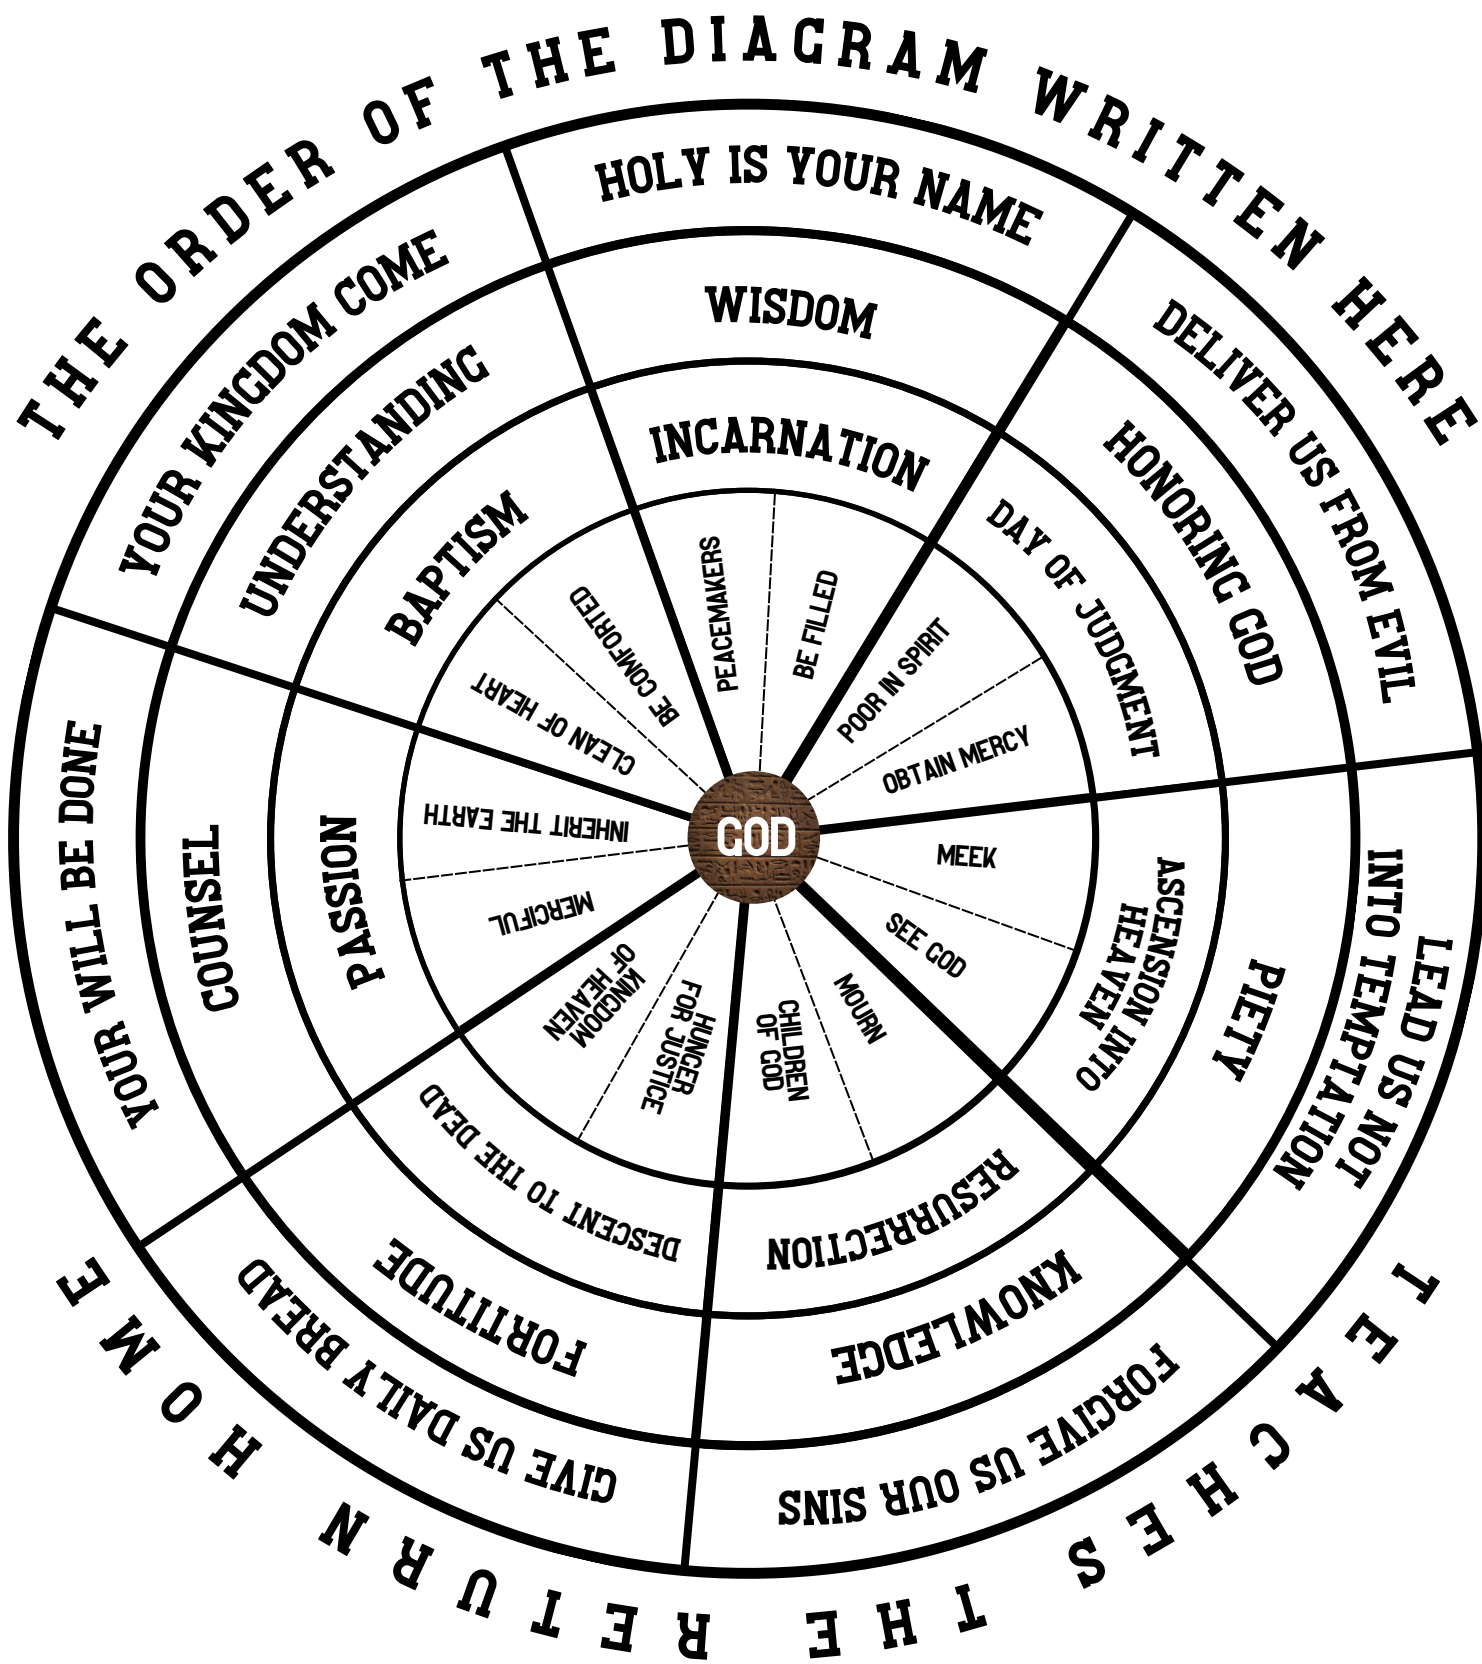 THE ORDER OF THE DIAGRAM WRITTEN HERE
TEACHES THE RETURN HOME
HOLY IS YOUR NAME
WISDOM
INCARNATION
PEACEMAKERS
BE FILLED
DELIVER US FROM EVIL
HONORING GOD
DAY OF JUDGMENT
POOR IN SPIRIT
OBTAIN MERCY
LEAD US NOT
INTO TEMPTATION
PIETY
ASCENSION INTO
HEAVEN
MEEK
SEE GOD
FORGIVE US OUR SINS
KNOWLEDGE
RESURRECTION
MOURN
CHILDREN
OF GOD
GIVE US DAILY BREAD
FORTITUDE
DESCENT TO THE DEAD
HUNGER
FOR JUSTICE
KINGDOM
OF HEAVEN
YOUR WILL BE DONE
COUNSEL
PASSION
MERCIFUL
INHERIT THE EARTH
YOUR KINGDOM COME
UNDERSTANDING
BAPTISM
CLEAN OF HEART
BE COMFORTED
GOD